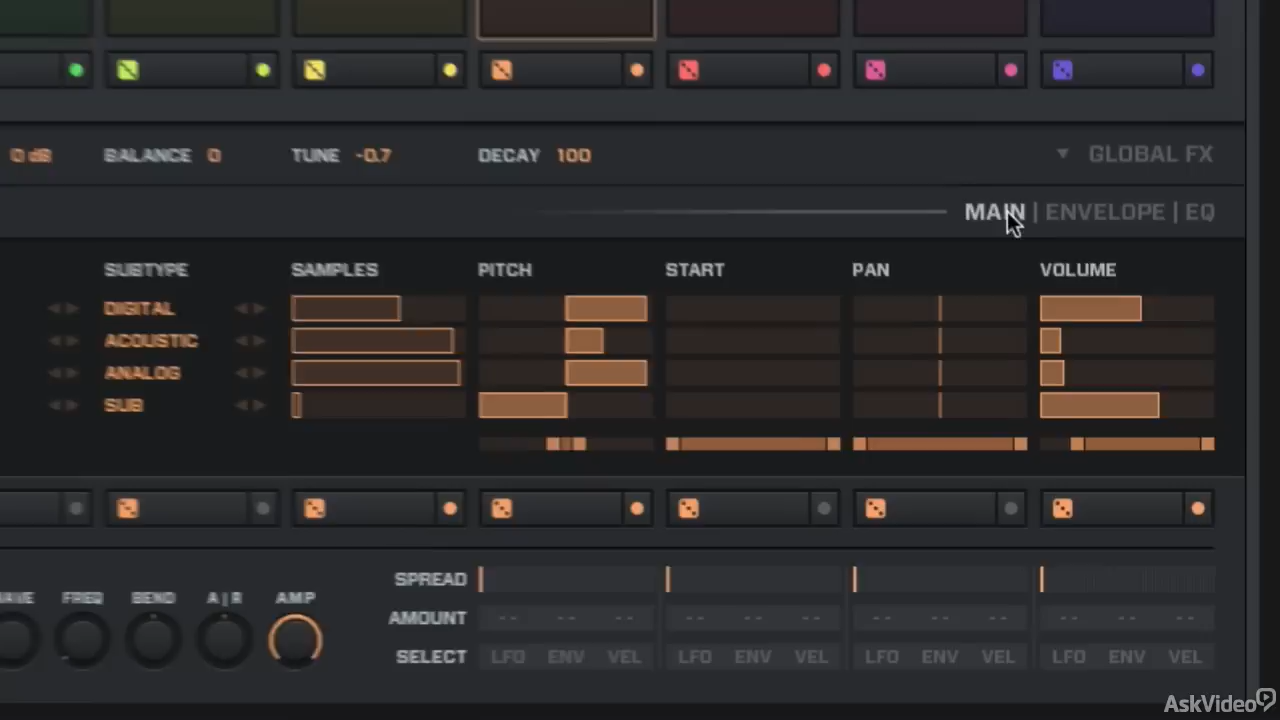 0 dB BALANCE 0 TUNE -0.7 DECAY 100 GLOBAL FX
MAIN | ENVELOPE | EQ
SUBTYPE SAMPLES PITCH START PAN VOLUME
DIGITAL
ACOUSTIC
ANALOG
SUB
SPREAD
WAVE FREQ BEND A|R AMP
AMOUNT -- -- -- -- -- -- -- -- -- -- -- --
SELECT LFO ENV VEL LFO ENV VEL LFO ENV VEL LFO ENV VEL
AskVideo